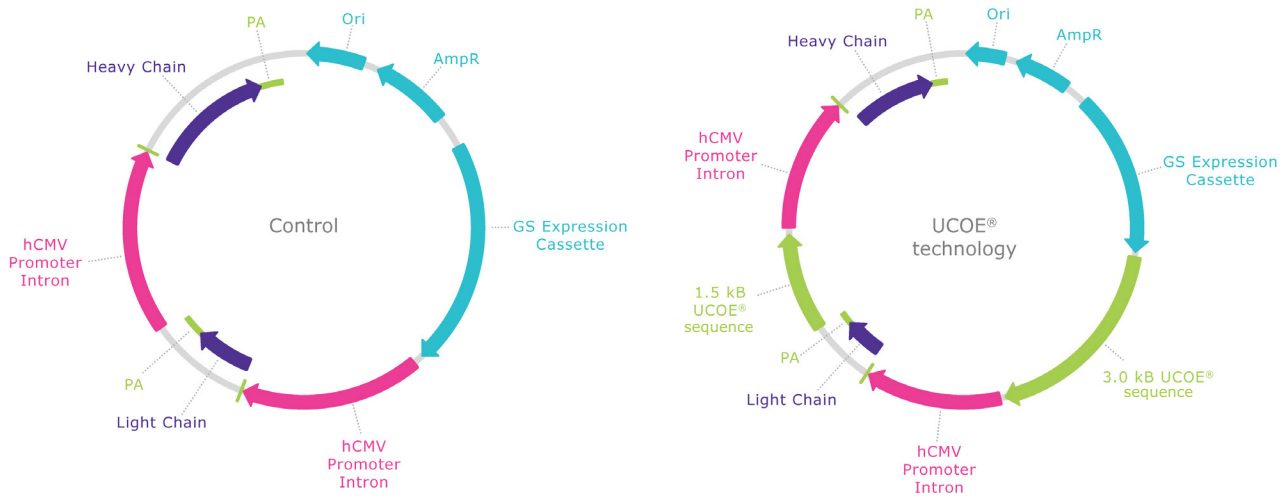 PA
Ori
Heavy Chain
AmpR
Control
GS Expression
Cassette
hCMV
Promoter
Intron
PA
Light Chain
hCMV
Promoter
Intron
PA
Ori
Heavy Chain
AmpR
hCMV
Promoter
Intron
GS Expression
Cassette
UCOE®
technology
1.5 kB
UCOE®
sequence
PA
3.0 kB UCOE®
sequence
Light Chain
hCMV
Promoter
Intron